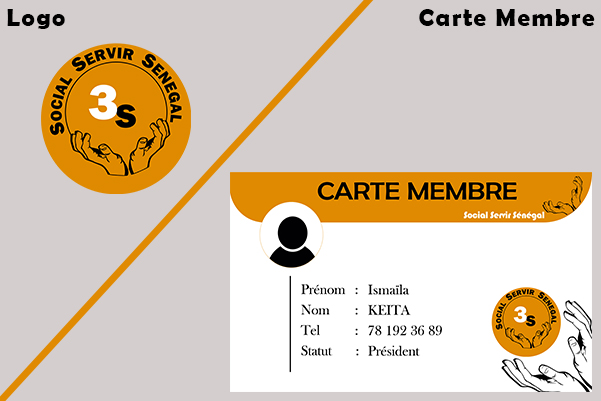 Logo
Carte Membre
SOCIAL SERVIR SENEGAL
3S
CARTE MEMBRE
Social Servir Sénégal
Prénom : Ismaïla
Nom : KEITA
Tel : 78 192 36 89
Statut : Président
SOCIAL SERVIR SENEGAL
3S